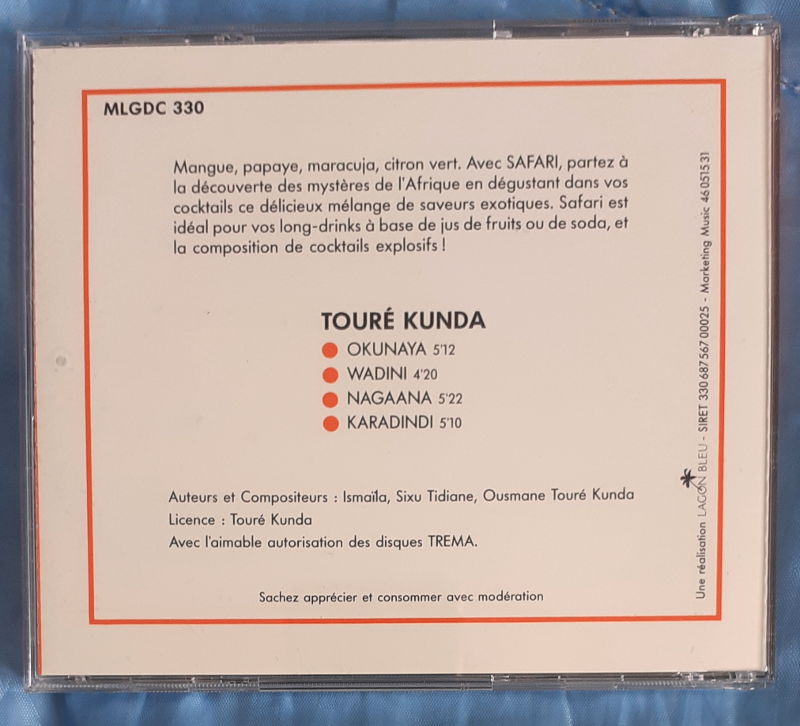 MLGDC 330
Mangue, papaye, maracuja, citron vert. Avec SAFARI, partez à
la découverte des mystères de l'Afrique en dégustant dans vos
cocktails ce délicieux mélange de saveurs exotiques. Safari est
idéal pour vos long-drinks à base de jus de fruits ou de soda, et
la composition de cocktails explosifs !
TOURÉ KUNDA
OKUNAYA 5'12
WADINI 4'20
NAGAANA 5'22
KARADINDI 5'10
Auteurs et Compositeurs : Ismaïla, Sixu Tidiane, Ousmane Touré Kunda
Licence : Touré Kunda
Avec l'aimable autorisation des disques TREMA.
Sachez apprécier et consommer avec modération
Une réalisation LAGON BLEU - SIRET 330 687 567 00025 - Marketing Music 46 05 15 31